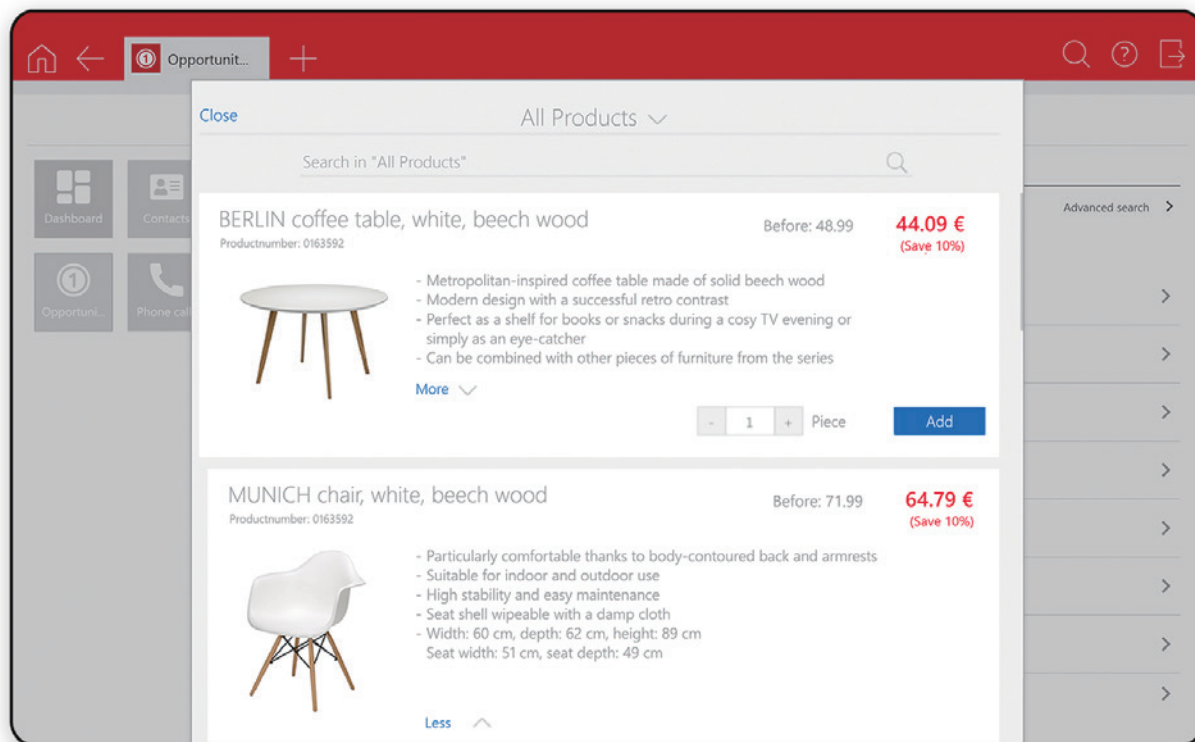 Opportunit...
Close
All Products
Search in "All Products"
Dashboard
Contacts
Opportuni...
Phone call
Advanced search
BERLIN coffee table, white, beech wood
Before: 48.99
44.09 €
Productnumber: 0163592
(Save 10%)
- Metropolitan-inspired coffee table made of solid beech wood
- Modern design with a successful retro contrast
- Perfect as a shelf for books or snacks during a cosy TV evening or
simply as an eye-catcher
- Can be combined with other pieces of furniture from the series
More
- 1 + Piece
Add
MUNICH chair, white, beech wood
Before: 71.99
64.79 €
Productnumber: 0163592
(Save 10%)
- Particularly comfortable thanks to body-contoured back and armrests
- Suitable for indoor and outdoor use
- High stability and easy maintenance
- Seat shell wipeable with a damp cloth
- Width: 60 cm, depth: 62 cm, height: 89 cm
Seat width: 51 cm, seat depth: 49 cm
Less